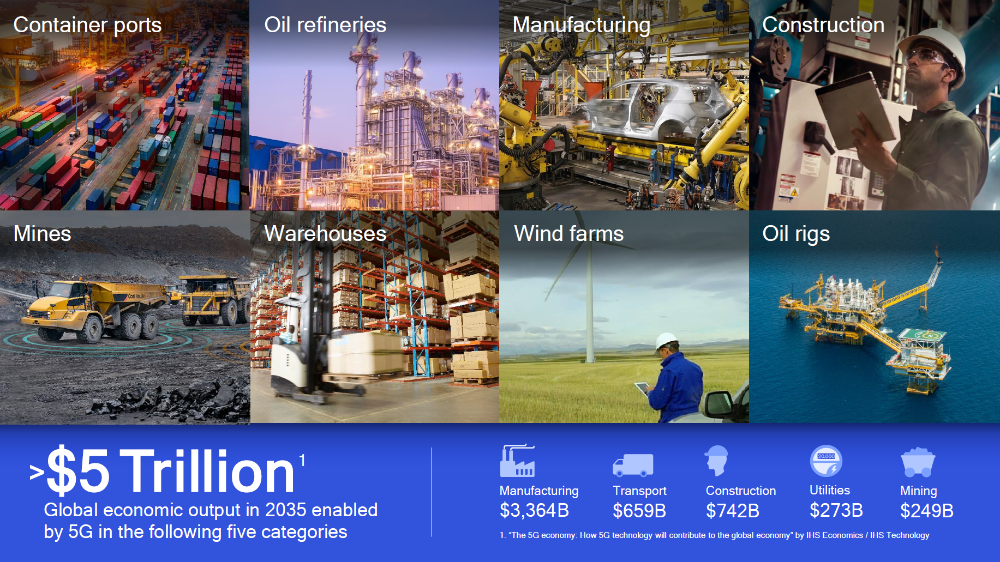 Container ports
Oil refineries
Manufacturing
Construction
Mines
Warehouses
Wind farms
Oil rigs
>$5 Trillion1
Global economic output in 2035 enabled
by 5G in the following five categories
20.000
Manufacturing
$3,364B
Transport
$659B
Construction
$742B
Utilities
$273B
Mining
$249B
1. “The 5G economy: How 5G technology will contribute to the global economy” by IHS Economics / IHS Technology